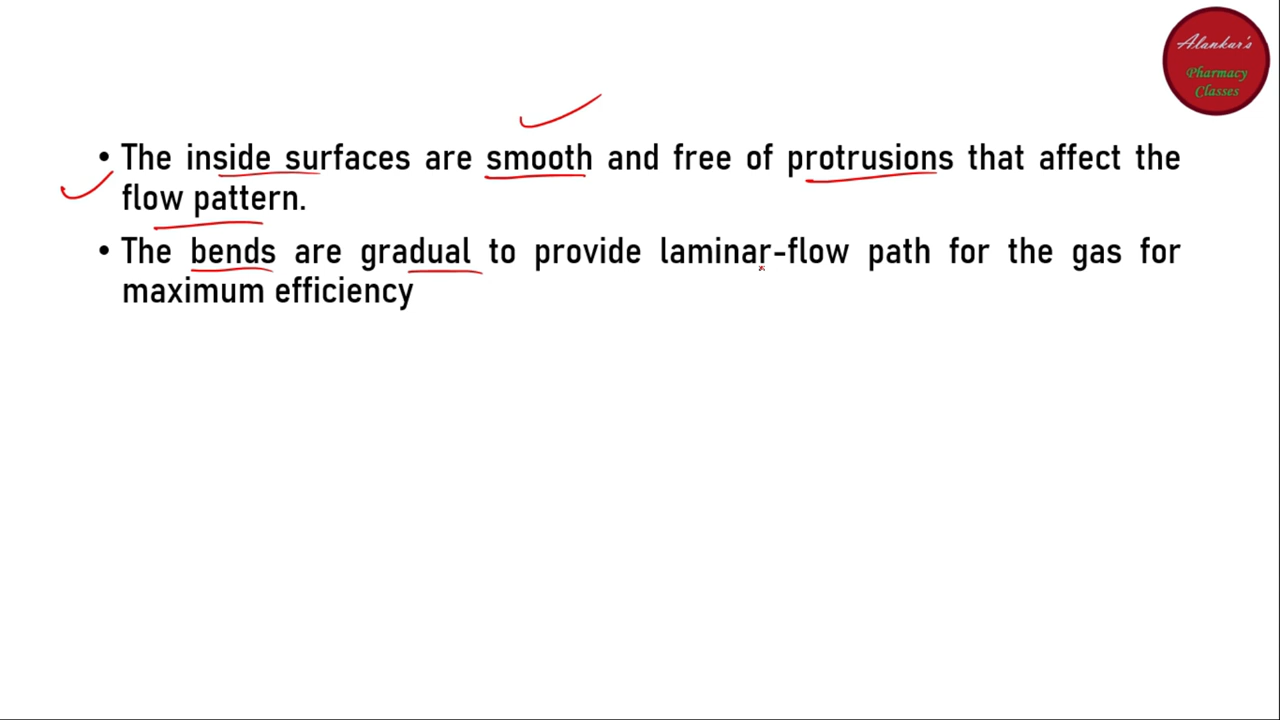 Alankar's
Pharmacy
Classes
• The inside surfaces are smooth and free of protrusions that affect the
flow pattern.
• The bends are gradual to provide laminar-flow path for the gas for
maximum efficiency